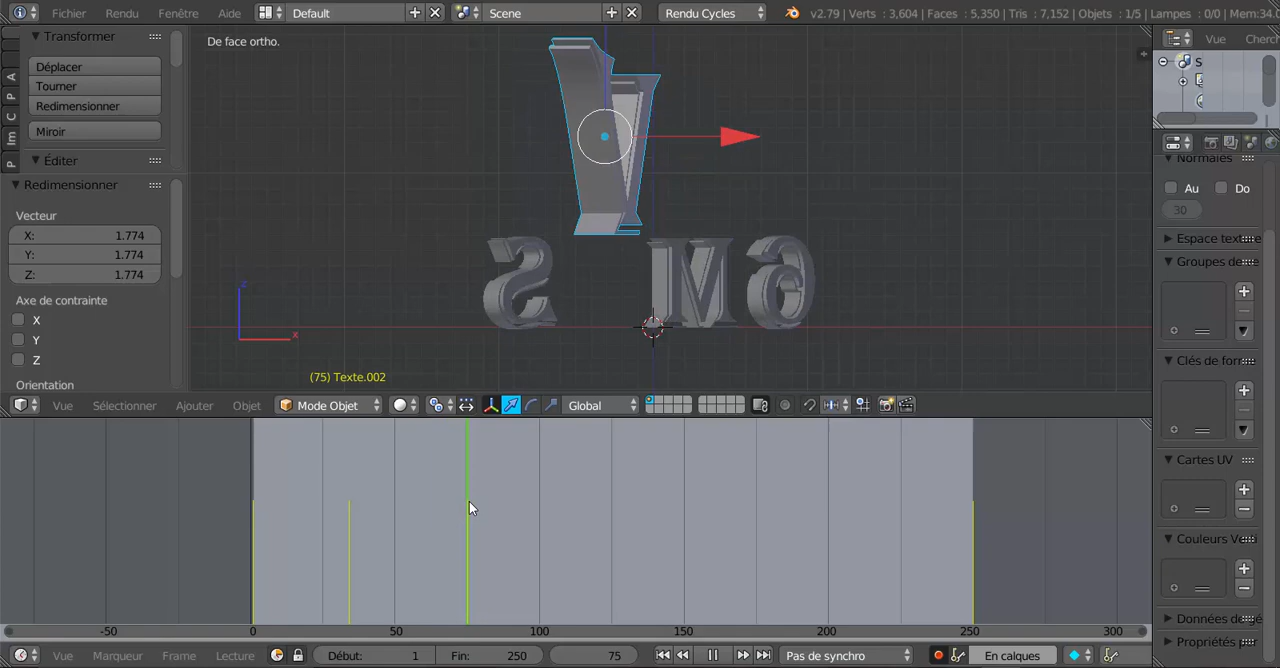 Fichier Rendu Fenêtre Aide Default Scene Rendu Cycles v2.79 | Verts : 3,604 | Faces : 5,350 | Tris : 7,152 | Objets : 1/5 | Lampes : 0/0 | Mem:34.0
Transformer
Déplacer
Tourner
Redimensionner
Miroir
Éditer
Redimensionner
Vecteur
X: 1.774
Y: 1.774
Z: 1.774
Axe de contrainte
X
Y
Z
Orientation
A
P
C
Im
P
De face ortho.
S M 6
z
x
(75) Texte.002
Vue Sélectionner Ajouter Objet Mode Objet Global
-50 0 50 100 150 200 250 300
Vue Marqueur Frame Lecture Début: 1 Fin: 250 75 Pas de synchro En calques
Vue Cherch
S
Normales
Au Do
30
Espace text
Groupes de
Clés de for
Cartes UV
Couleurs Ve
Données de gé
Propriétés pe